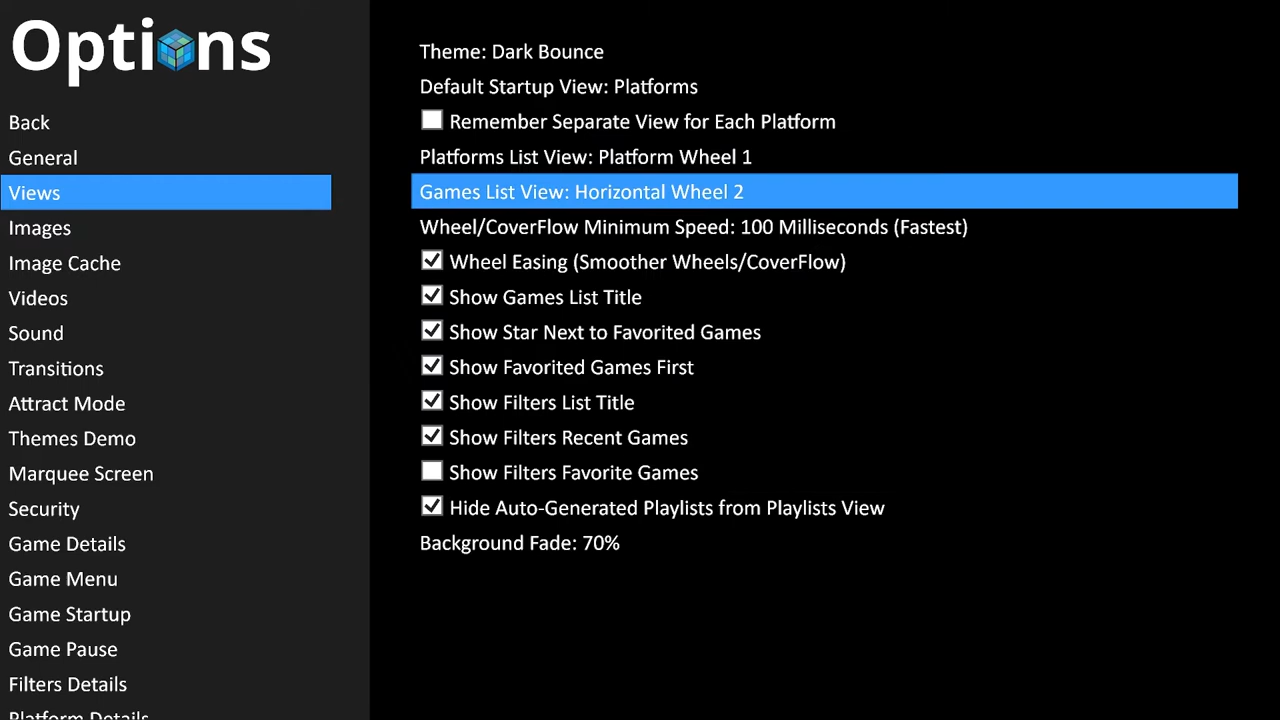 Options
Back
General
Views
Images
Image Cache
Videos
Sound
Transitions
Attract Mode
Themes Demo
Marquee Screen
Security
Game Details
Game Menu
Game Startup
Game Pause
Filters Details
Platform Details
Theme: Dark Bounce
Default Startup View: Platforms
Remember Separate View for Each Platform
Platforms List View: Platform Wheel 1
Games List View: Horizontal Wheel 2
Wheel/CoverFlow Minimum Speed: 100 Milliseconds (Fastest)
Wheel Easing (Smoother Wheels/CoverFlow)
Show Games List Title
Show Star Next to Favorited Games
Show Favorited Games First
Show Filters List Title
Show Filters Recent Games
Show Filters Favorite Games
Hide Auto-Generated Playlists from Playlists View
Background Fade: 70%